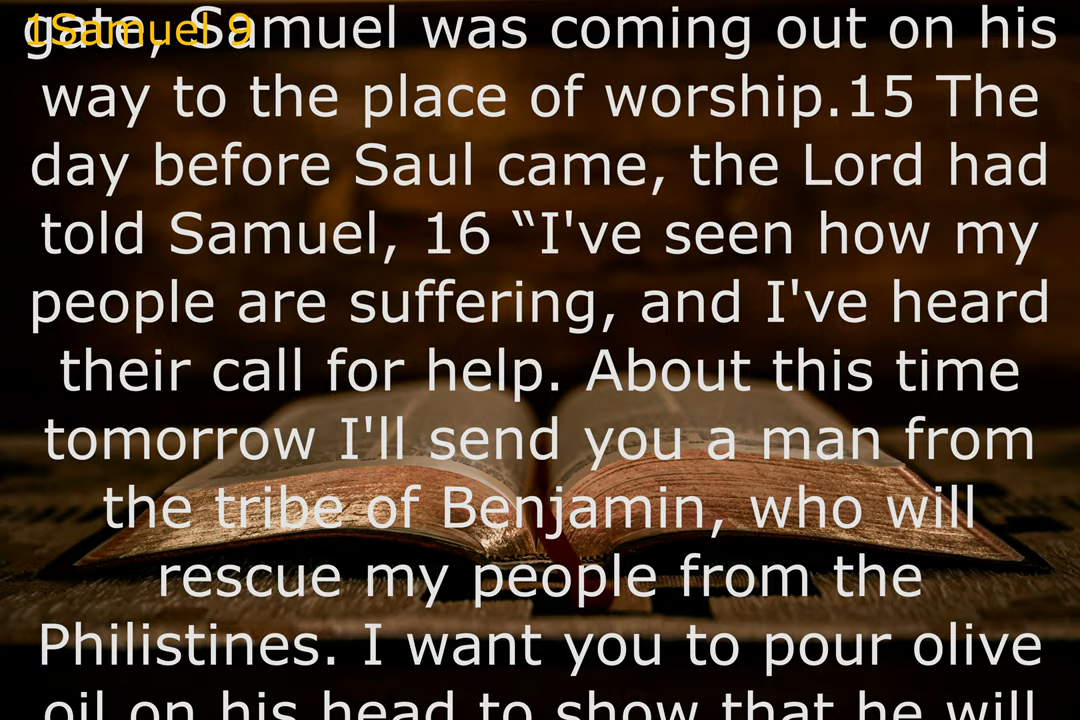 1Samuel 9
gate, Samuel was coming out on his
way to the place of worship.15 The
day before Saul came, the Lord had
told Samuel, 16 “I've seen how my
people are suffering, and I've heard
their call for help. About this time
tomorrow I'll send you a man from
the tribe of Benjamin, who will
rescue my people from the
Philistines. I want you to pour olive
oil on his head to show that he will